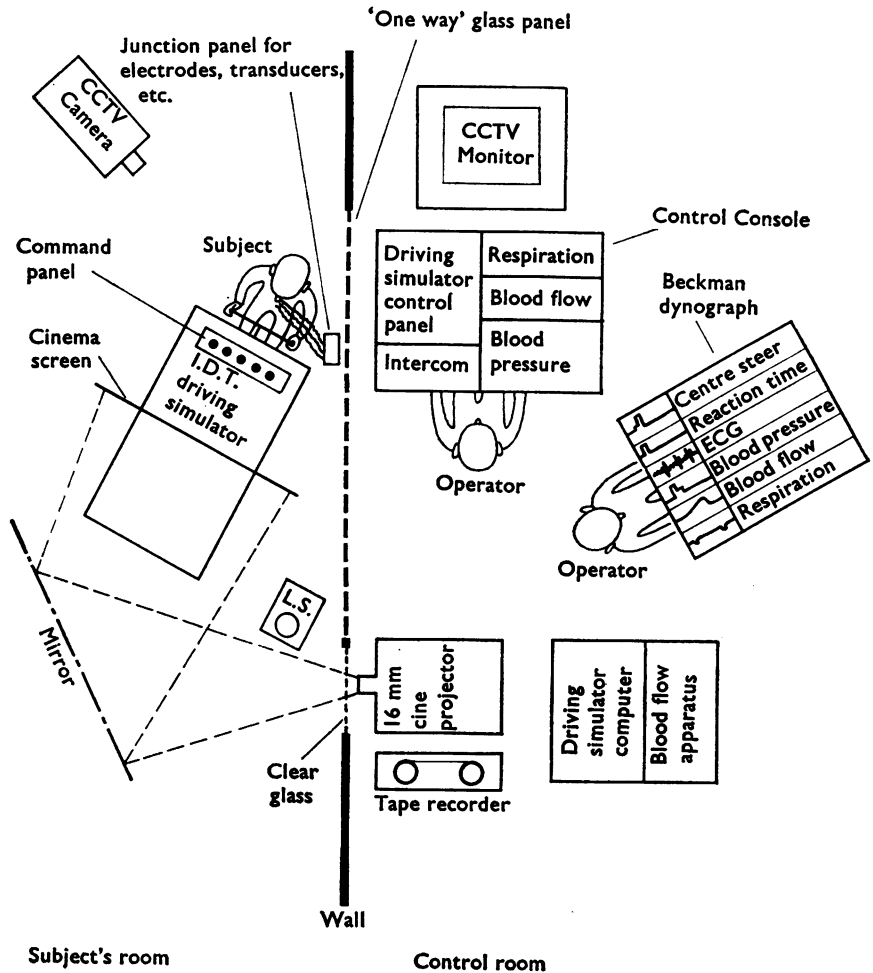 'One way' glass panel
Junction panel for
electrodes, transducers,
etc.
CCTV
Camera
CCTV
Monitor
Control Console
Command
panel
Subject
Driving
simulator
control
panel
Intercom
Respiration
Blood flow
Blood
pressure
Beckman
dynograph
Cinema
screen
I.D.T.
driving
simulator
Centre steer
Reaction time
ECG
Blood pressure
Blood flow
Respiration
Operator
Operator
L.S.
Mirror
16 mm
cine
projector
Driving
simulator
computer
Blood flow
apparatus
Clear
glass
Tape recorder
Wall
Subject's room
Control room